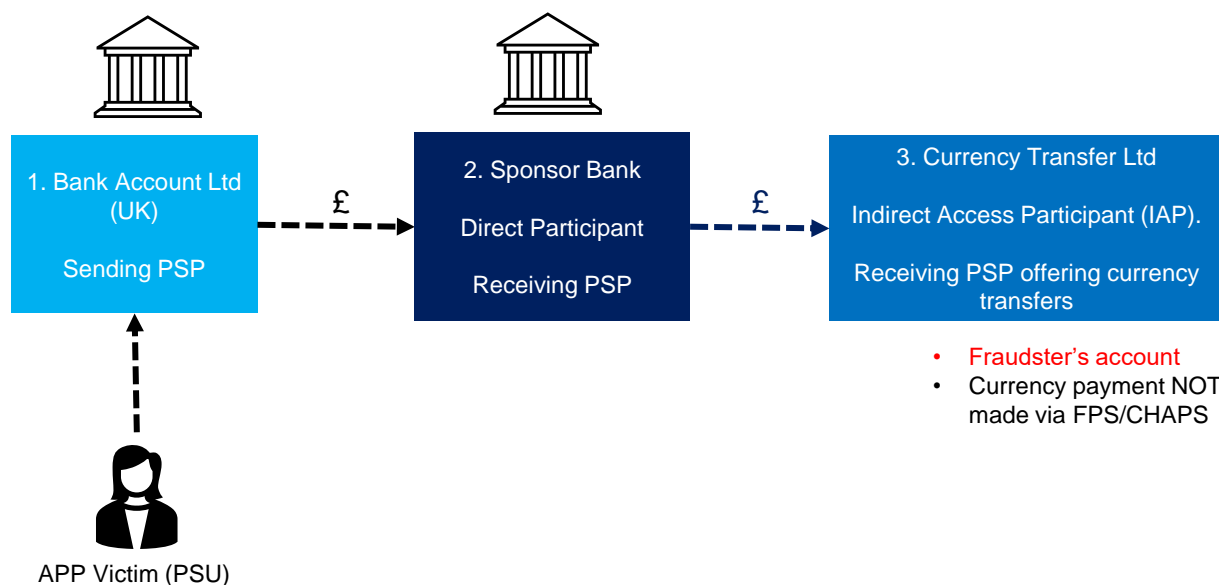 1. Bank Account Ltd
(UK)
Sending PSP
£
2. Sponsor Bank
Direct Participant
Receiving PSP
£
3. Currency Transfer Ltd
Indirect Access Participant (IAP).
Receiving PSP offering currency
transfers
• Fraudster's account
• Currency payment NOT
made via FPS/CHAPS
APP Victim (PSU)